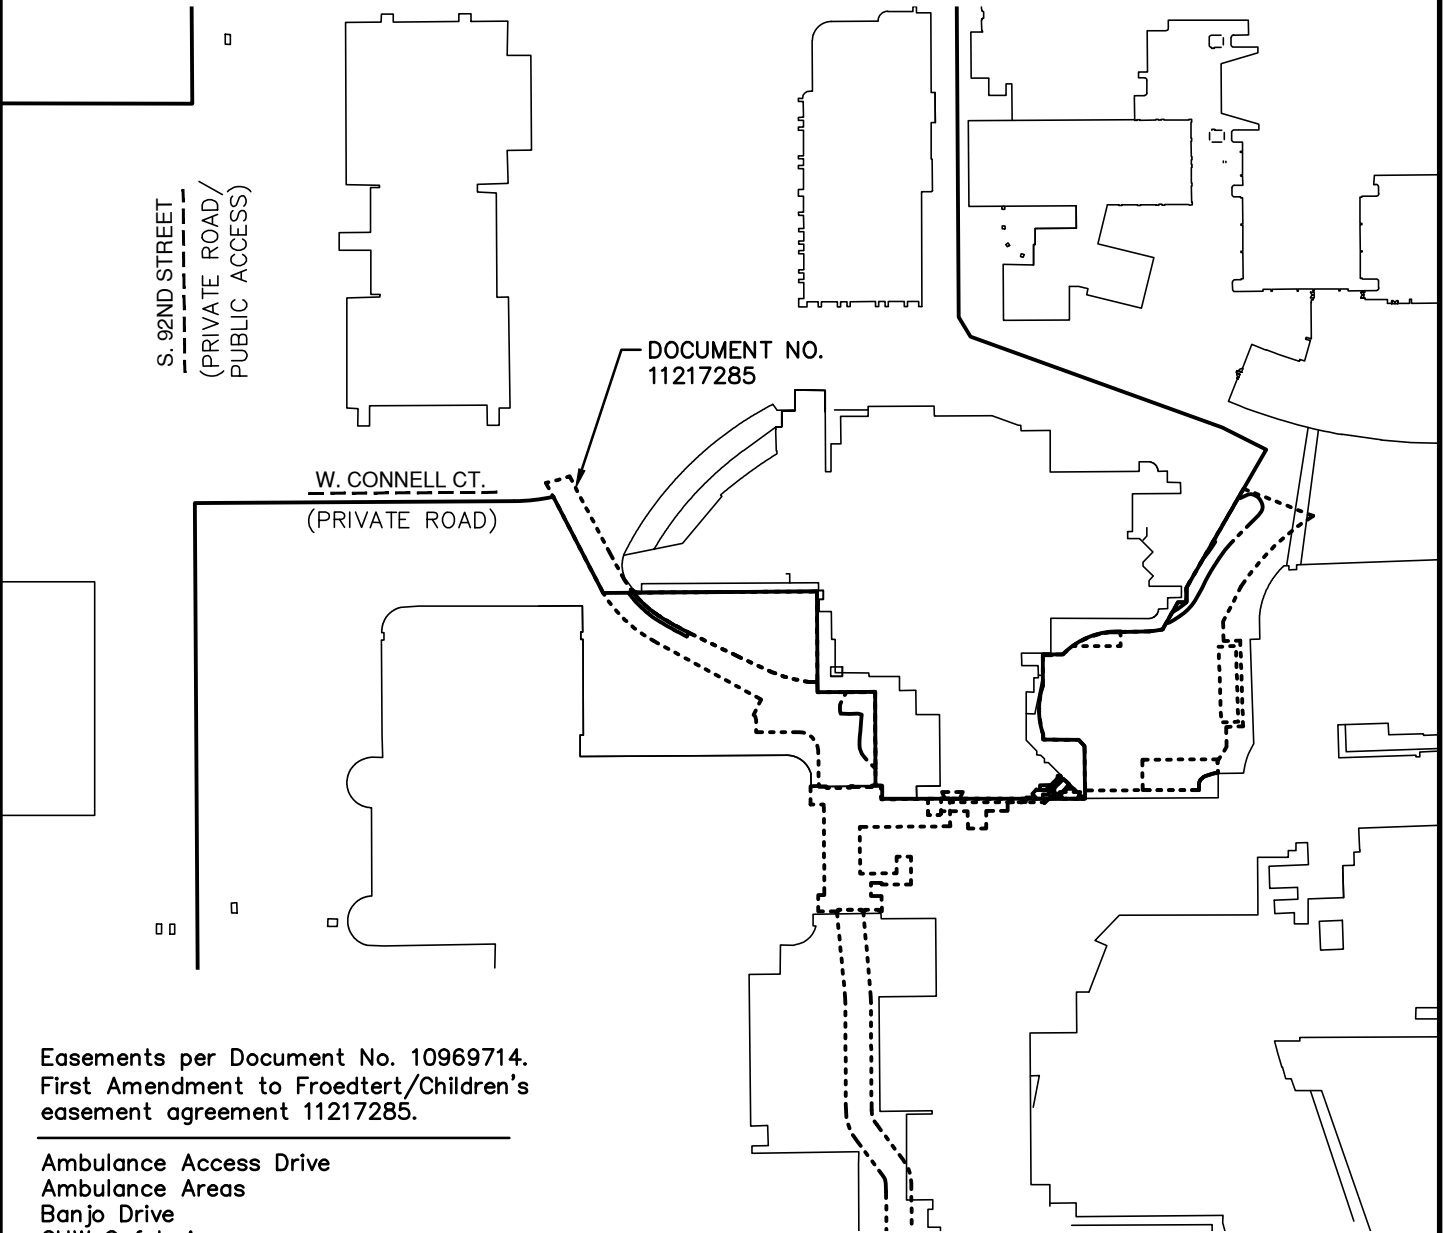 S. 92ND STREET
(PRIVATE ROAD/
PUBLIC ACCESS)
DOCUMENT NO.
11217285
W. CONNELL CT.
(PRIVATE ROAD)
Easements per Document No. 10969714.
First Amendment to Froedtert/Children's
easement agreement 11217285.
Ambulance Access Drive
Ambulance Areas
Banjo Drive